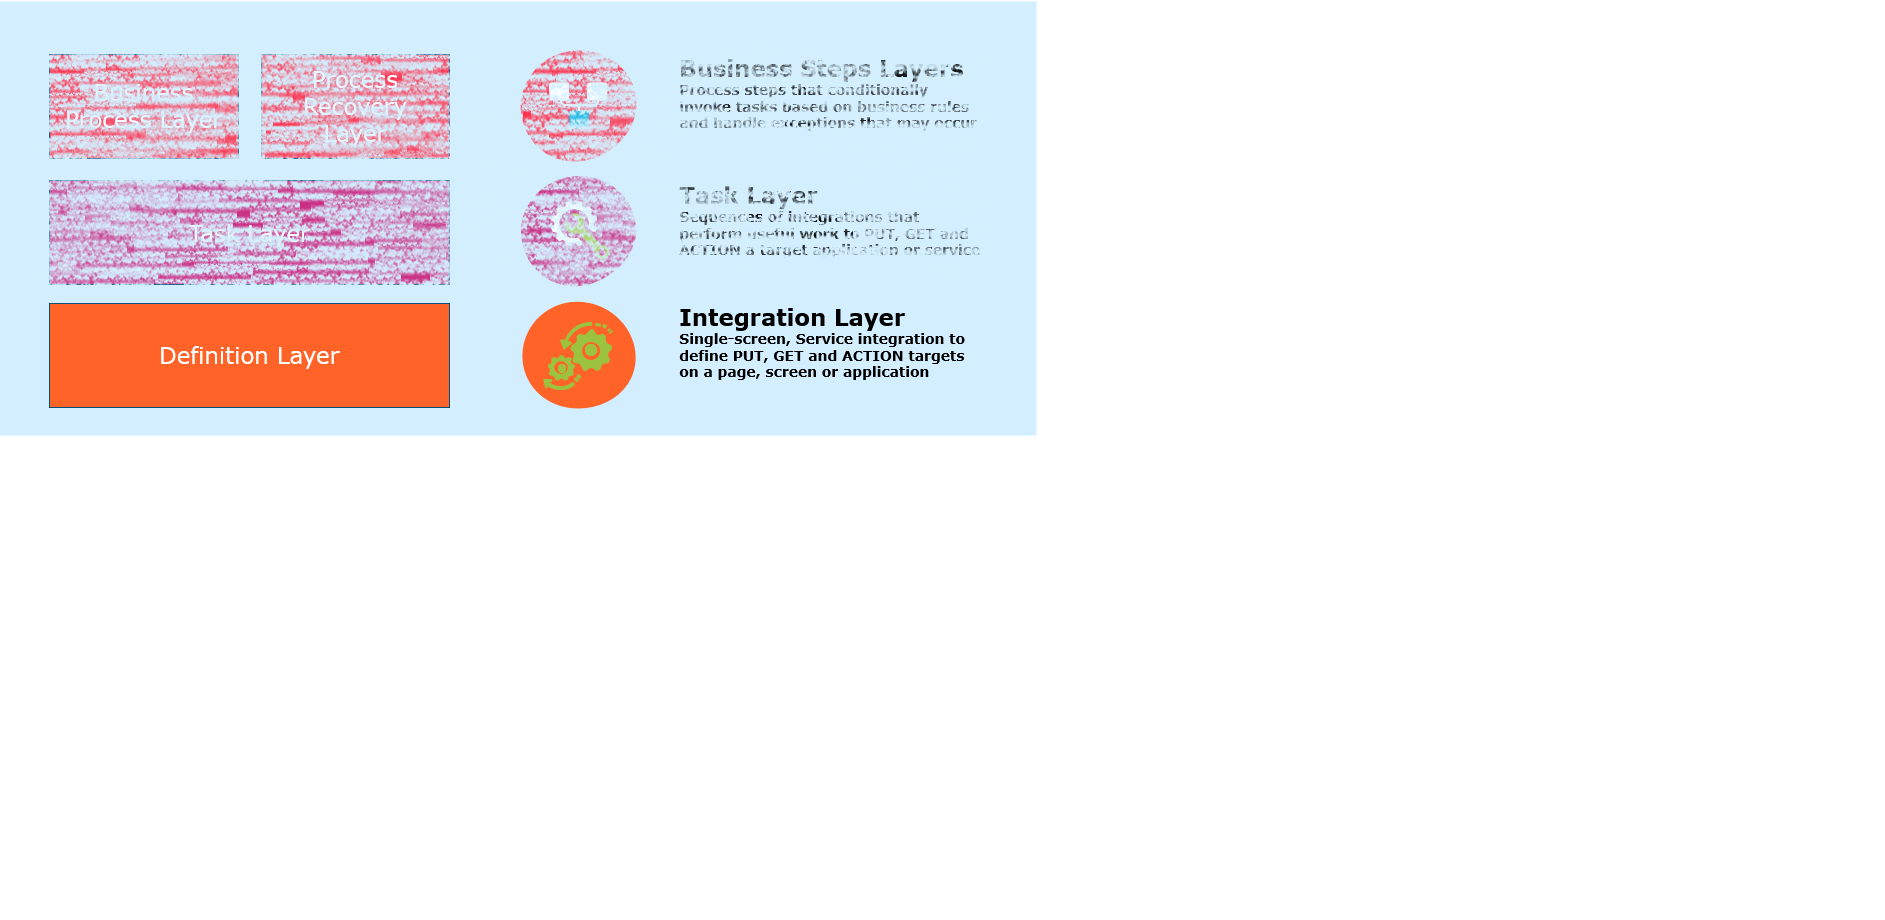 Business
Process Layer
Process
Recovery
Layer
Business Steps Layers
Process steps that conditionally
invoke tasks based on business rules
and handle exceptions that may occur
Task Layer
Task Layer
Sequences of integrations that
perform useful work to PUT, GET and
ACTION a target application or service
Definition Layer
Integration Layer
Single-screen, Service integration to
define PUT, GET and ACTION targets
on a page, screen or application